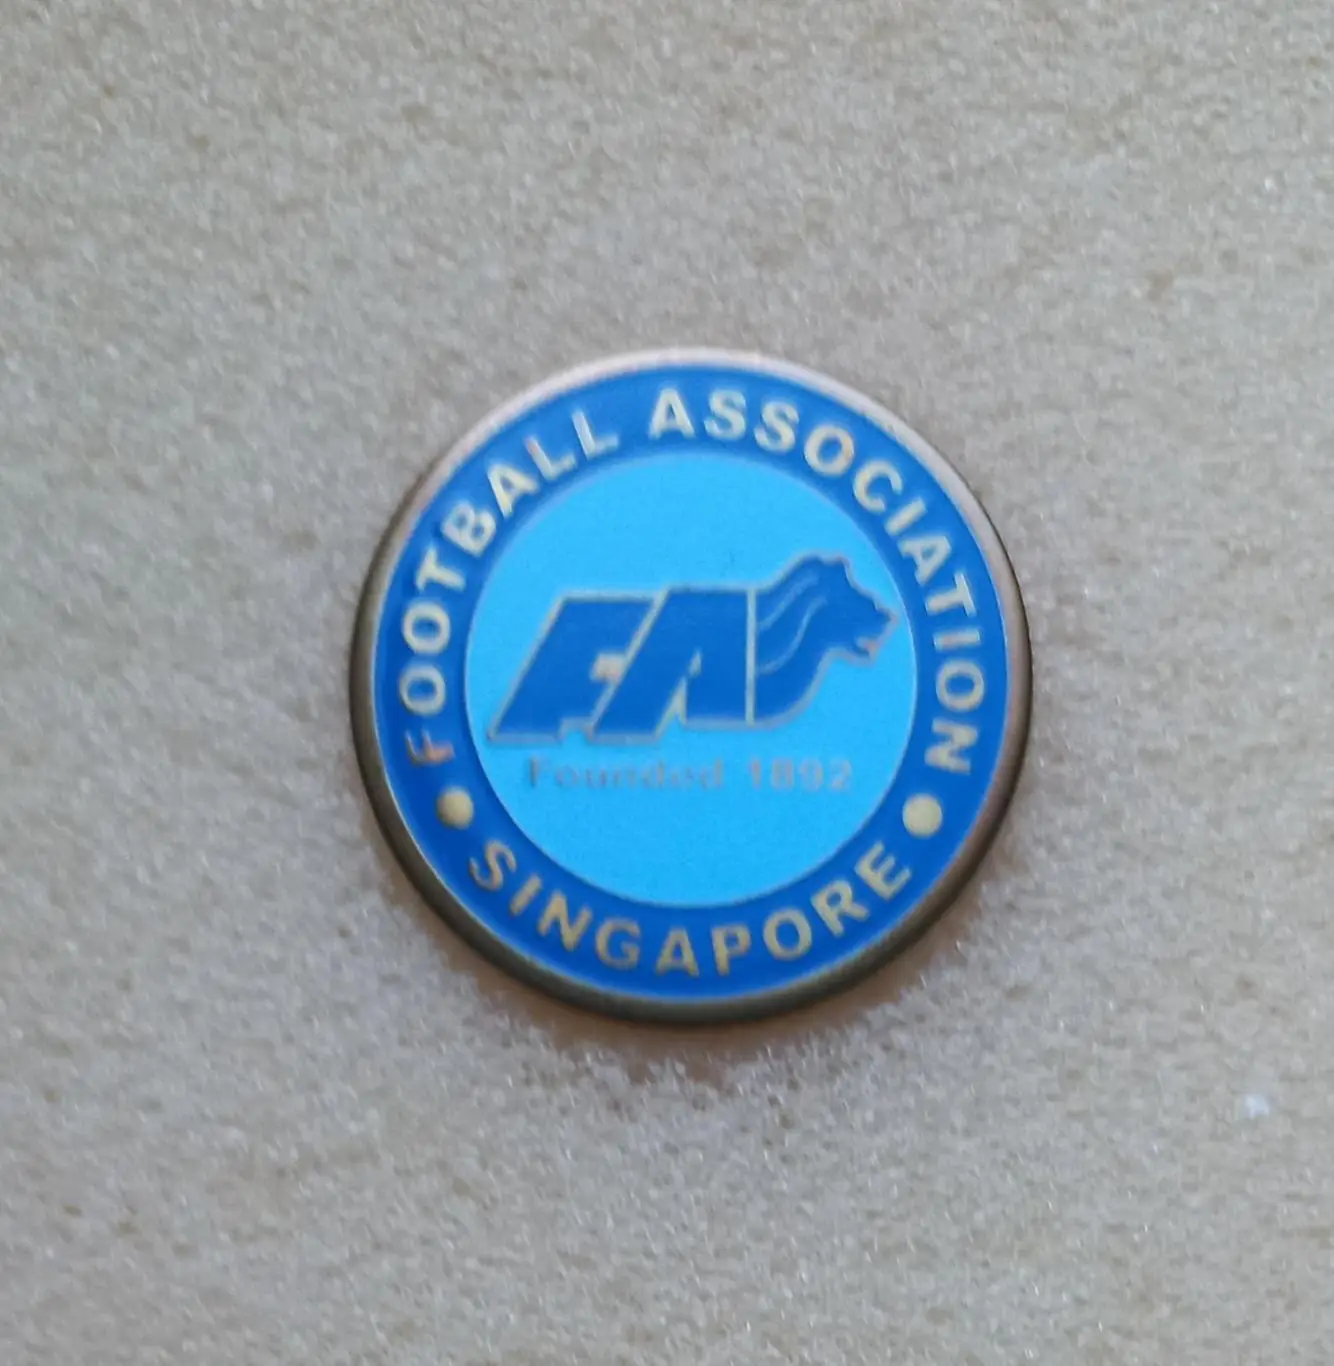 FOOTBALL ASSOCIATION
FA
Founded 1892
• SINGAPORE •